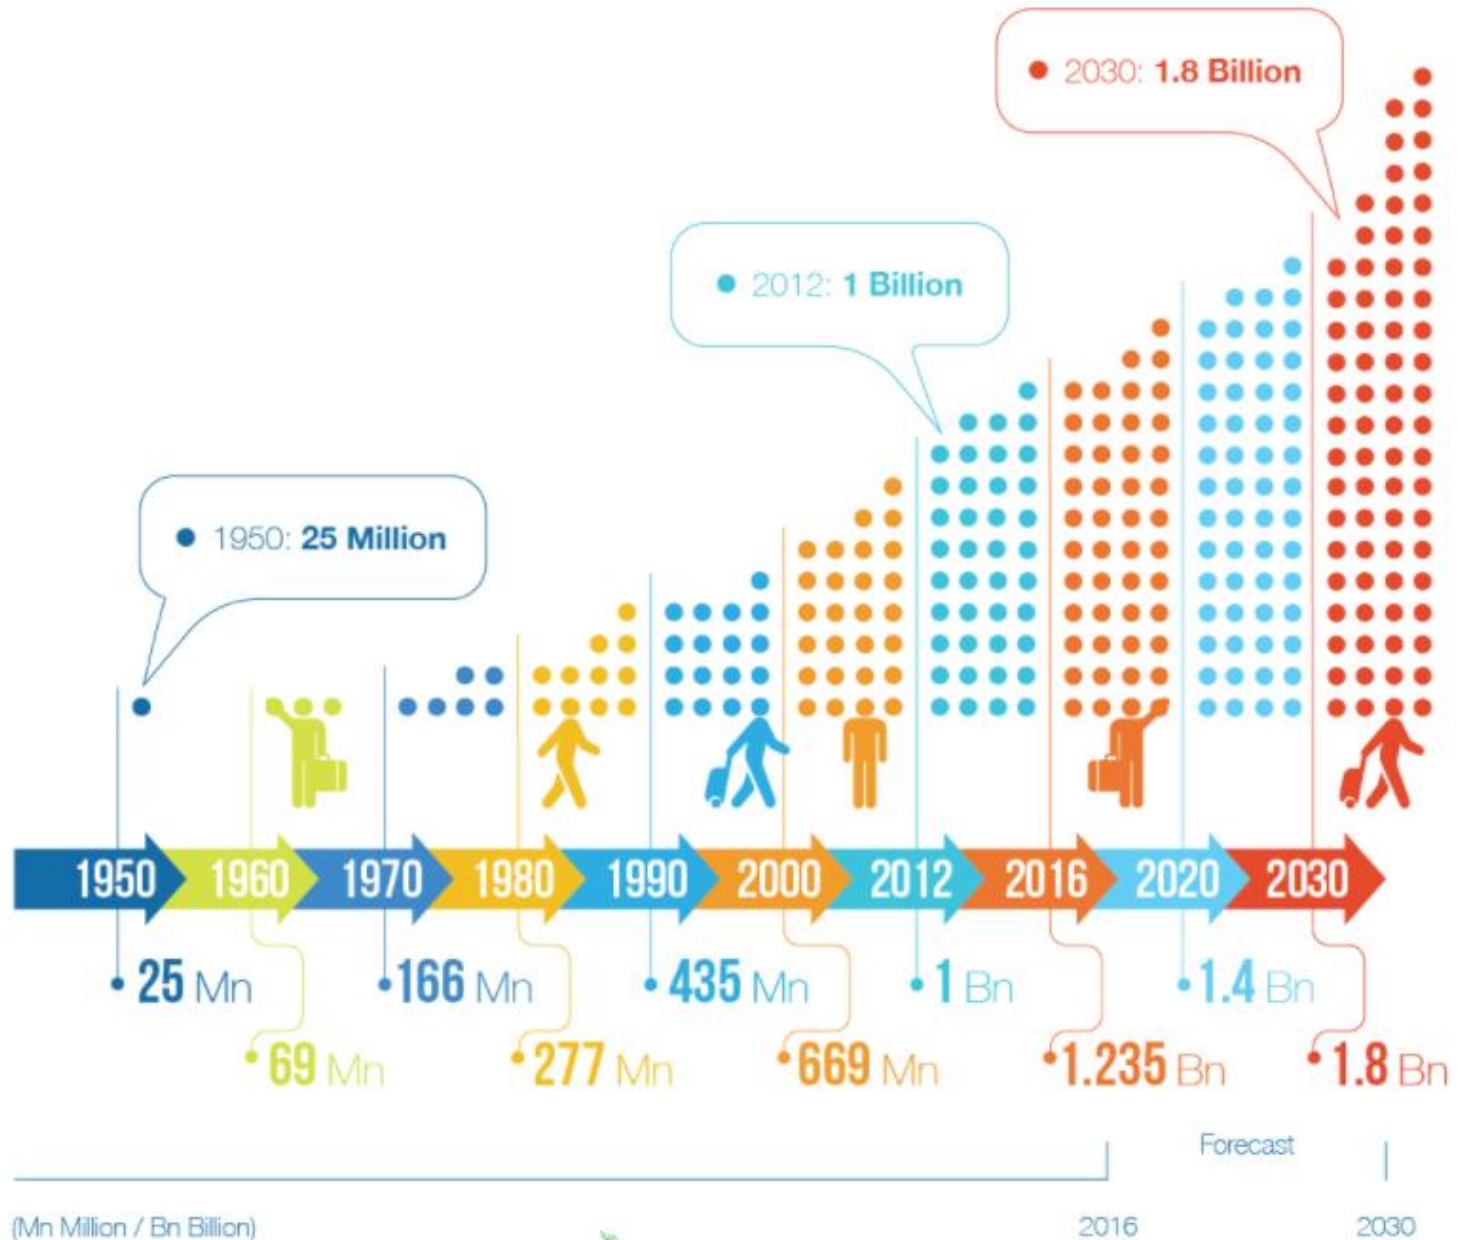 2030: 1.8 Billion
2012: 1 Billion
1950: 25 Million
1950 1960 1970 1980 1990 2000 2012 2016 2020 2030
25 Mn 166 Mn 435 Mn 1 Bn 1.4 Bn
69 Mn 277 Mn 669 Mn 1.235 Bn 1.8 Bn
Forecast
(Mn Million / Bn Billion) 2016 2030